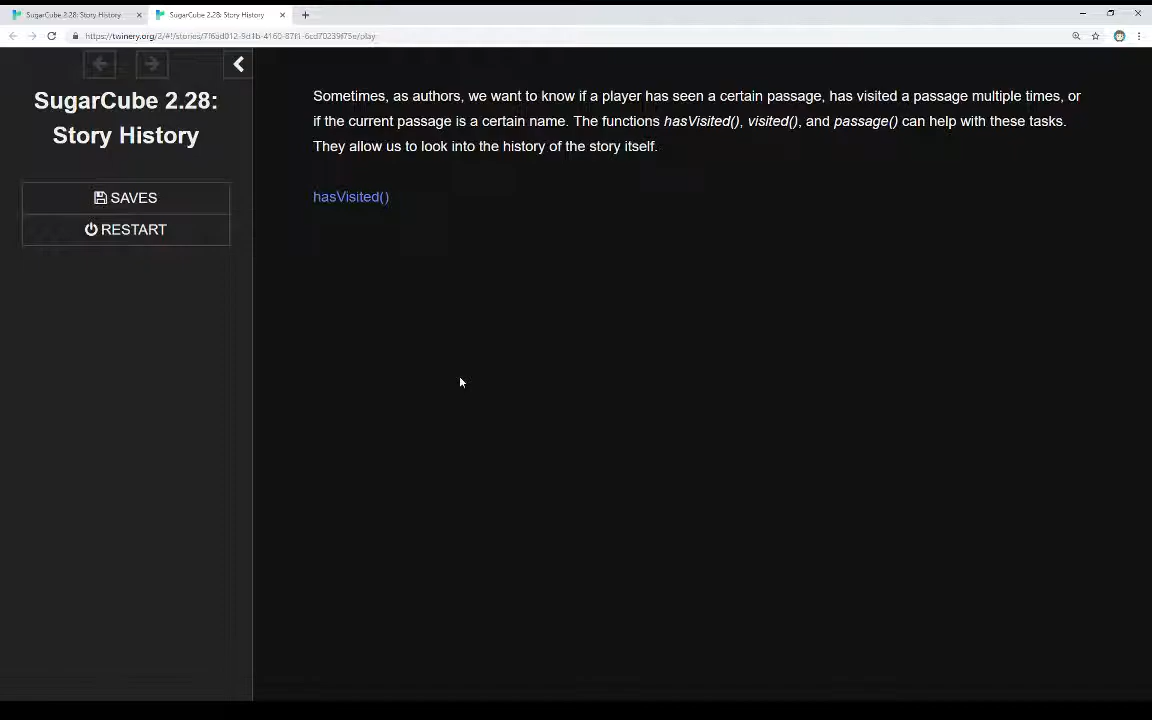 SugarCube 2.28: Story History
SugarCube 2.28: Story History
SugarCube 2.28:
Story History
SAVES
RESTART
Sometimes, as authors, we want to know if a player has seen a certain passage, has visited a passage multiple times, or
if the current passage is a certain name. The functions hasVisited(), visited(), and passage() can help with these tasks.
They allow us to look into the history of the story itself.
hasVisited()